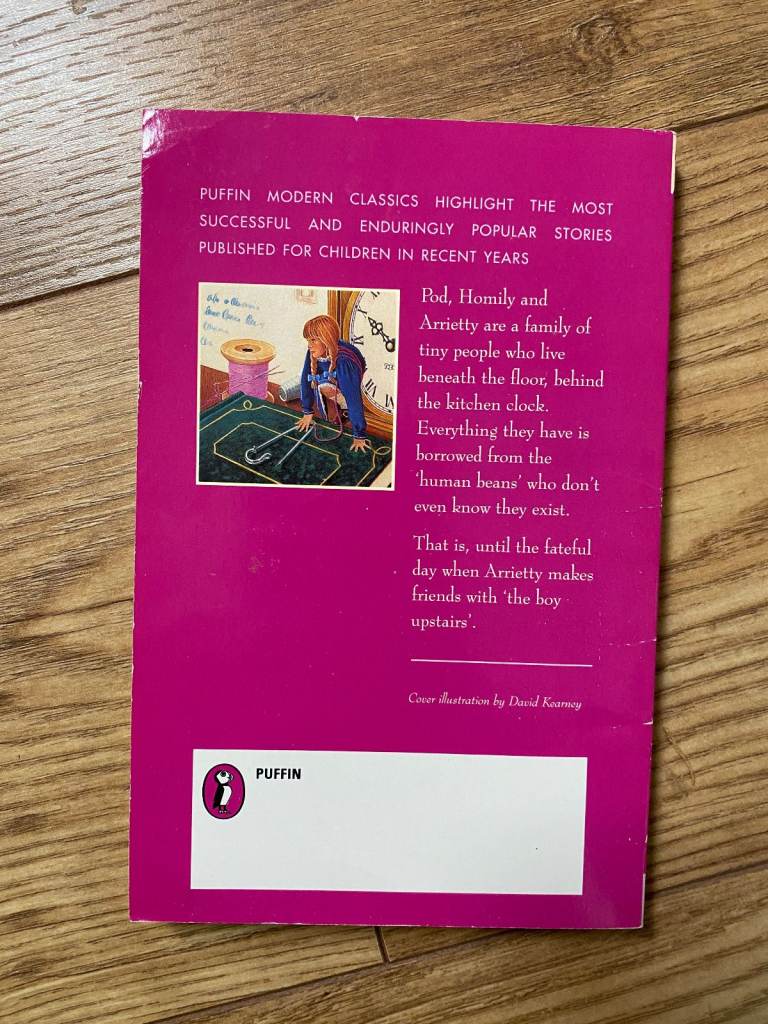 PUFFIN MODERN CLASSICS HIGHLIGHT THE MOST
SUCCESSFUL AND ENDURINGLY POPULAR STORIES
PUBLISHED FOR CHILDREN IN RECENT YEARS
Pod, Homily and
Arrietty are a family of
tiny people who live
beneath the floor, behind
the kitchen clock.
Everything they have is
borrowed from the
‘human beans’ who don’t
even know they exist.
That is, until the fateful
day when Arrietty makes
friends with ‘the boy
upstairs’.
Cover illustration by David Kearney
PUFFIN